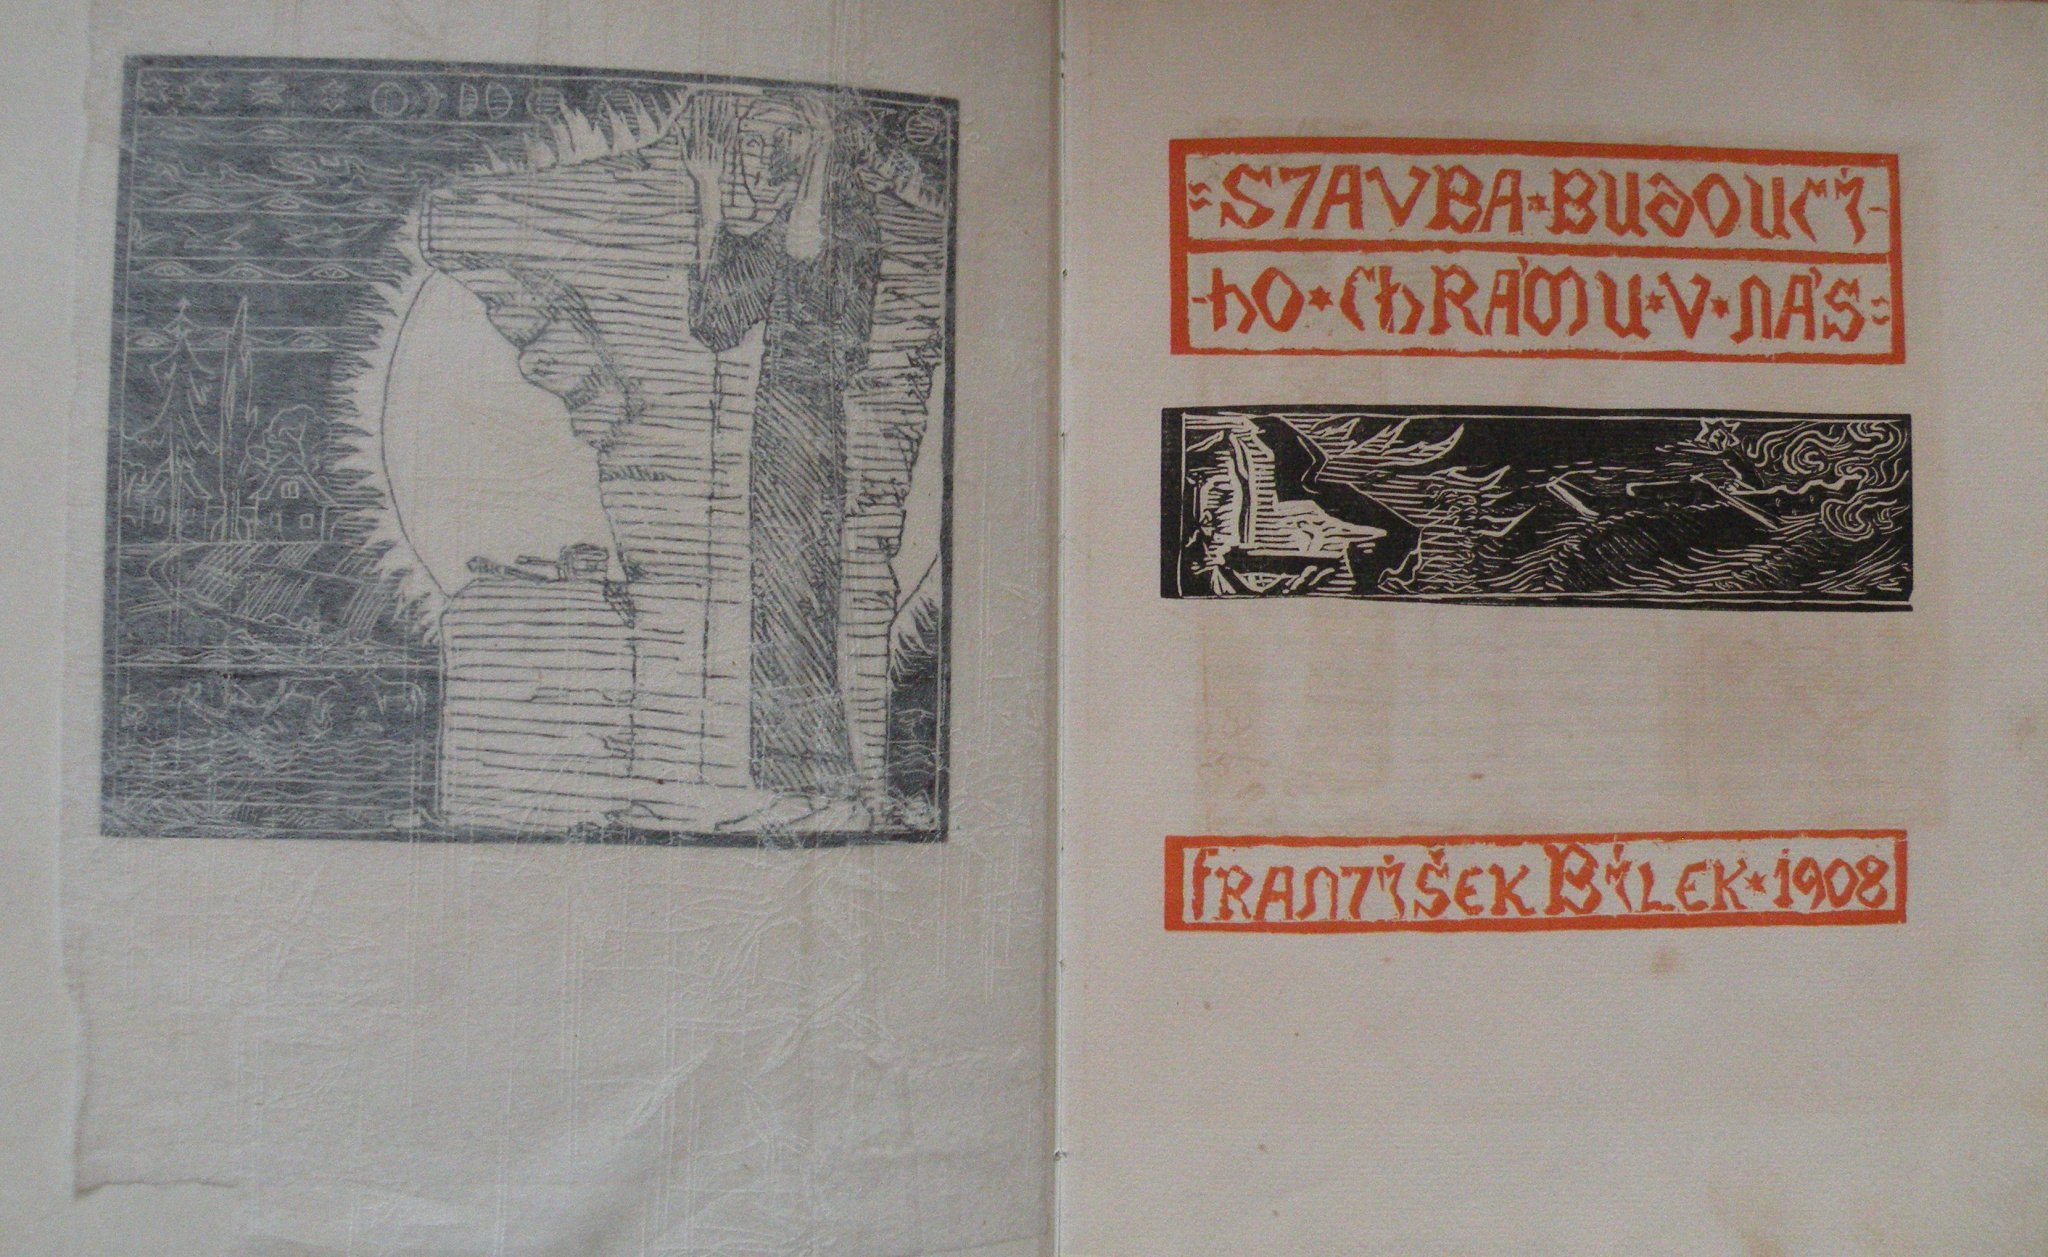 STAVBA * BUDOUCÍ-
-HO * CHRÁMU * V * NÁS
FRANTIŠEK BÍLEK * 1908